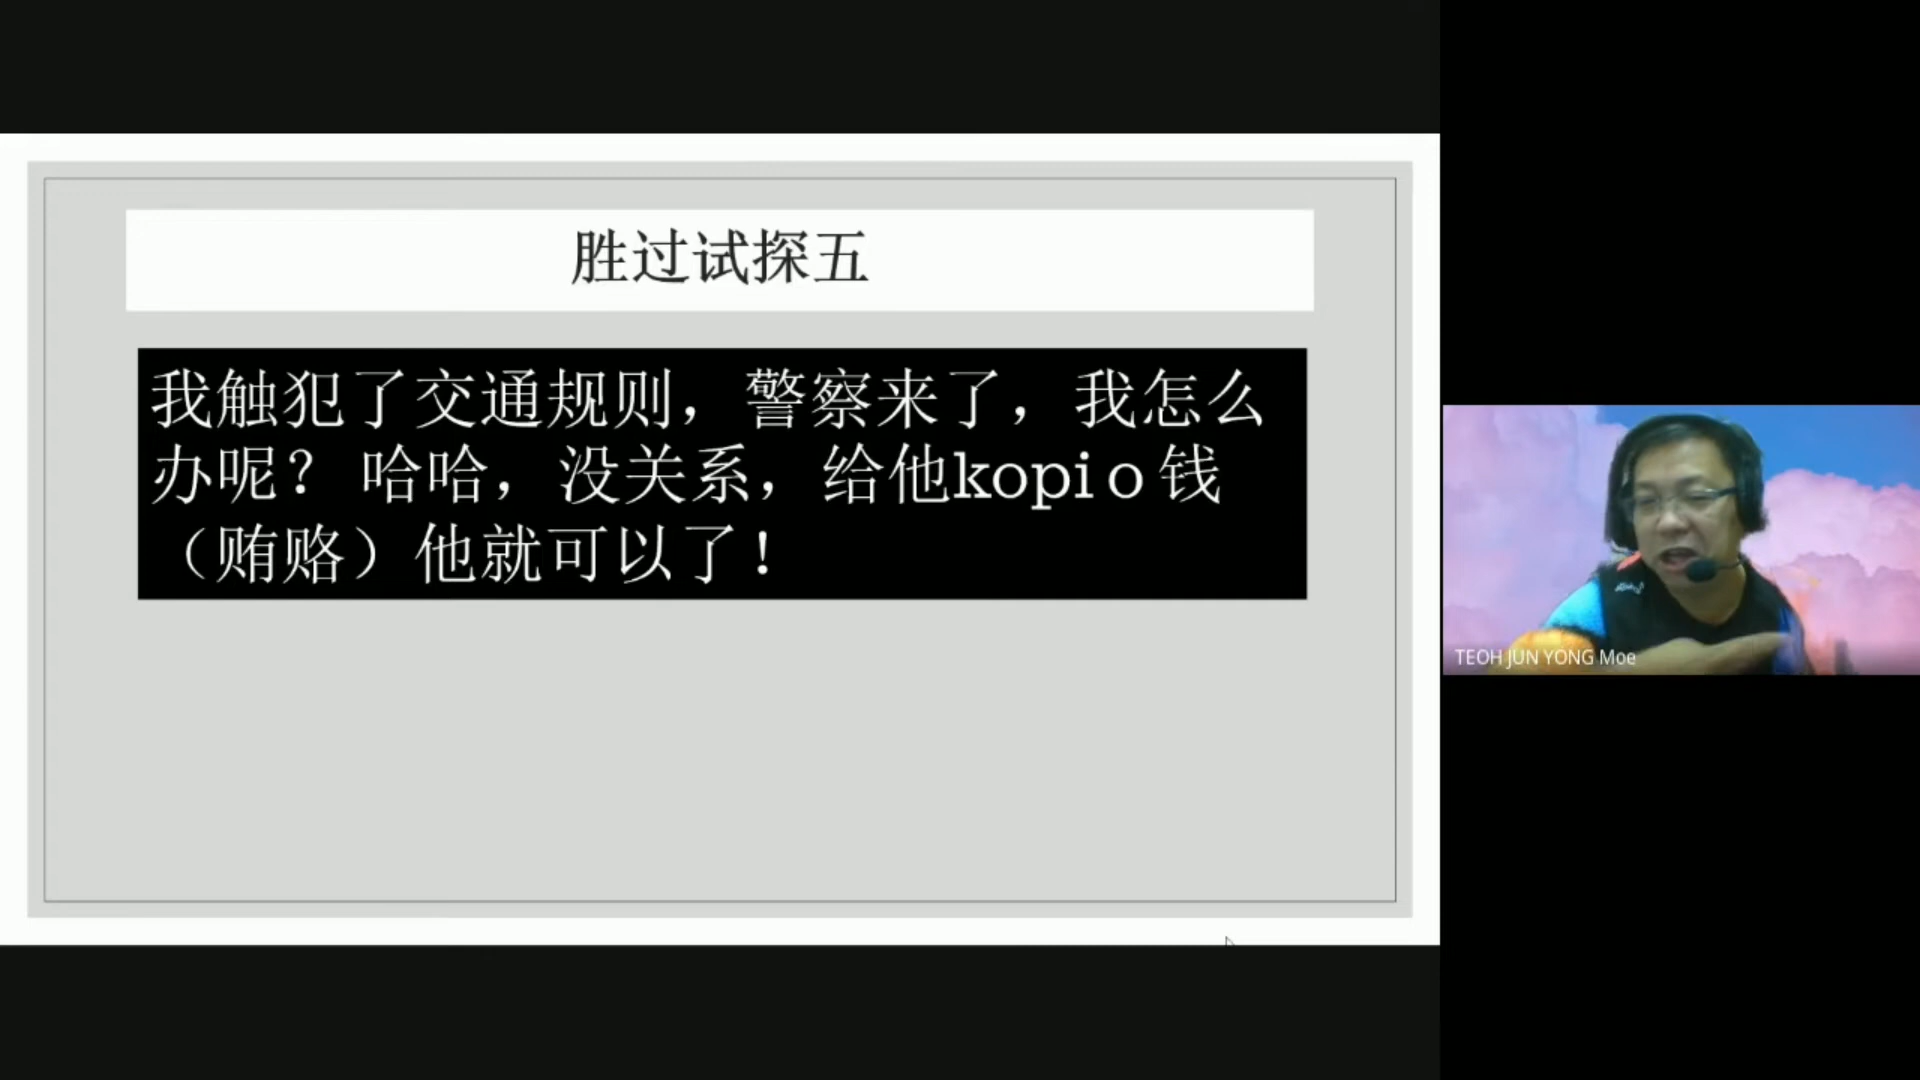 胜过试探五
我触犯了交通规则，警察来了，我怎么
办呢？ 哈哈，没关系，给他kopi o 钱
（贿赂）他就可以了！
TEOH JUN YONG Moe